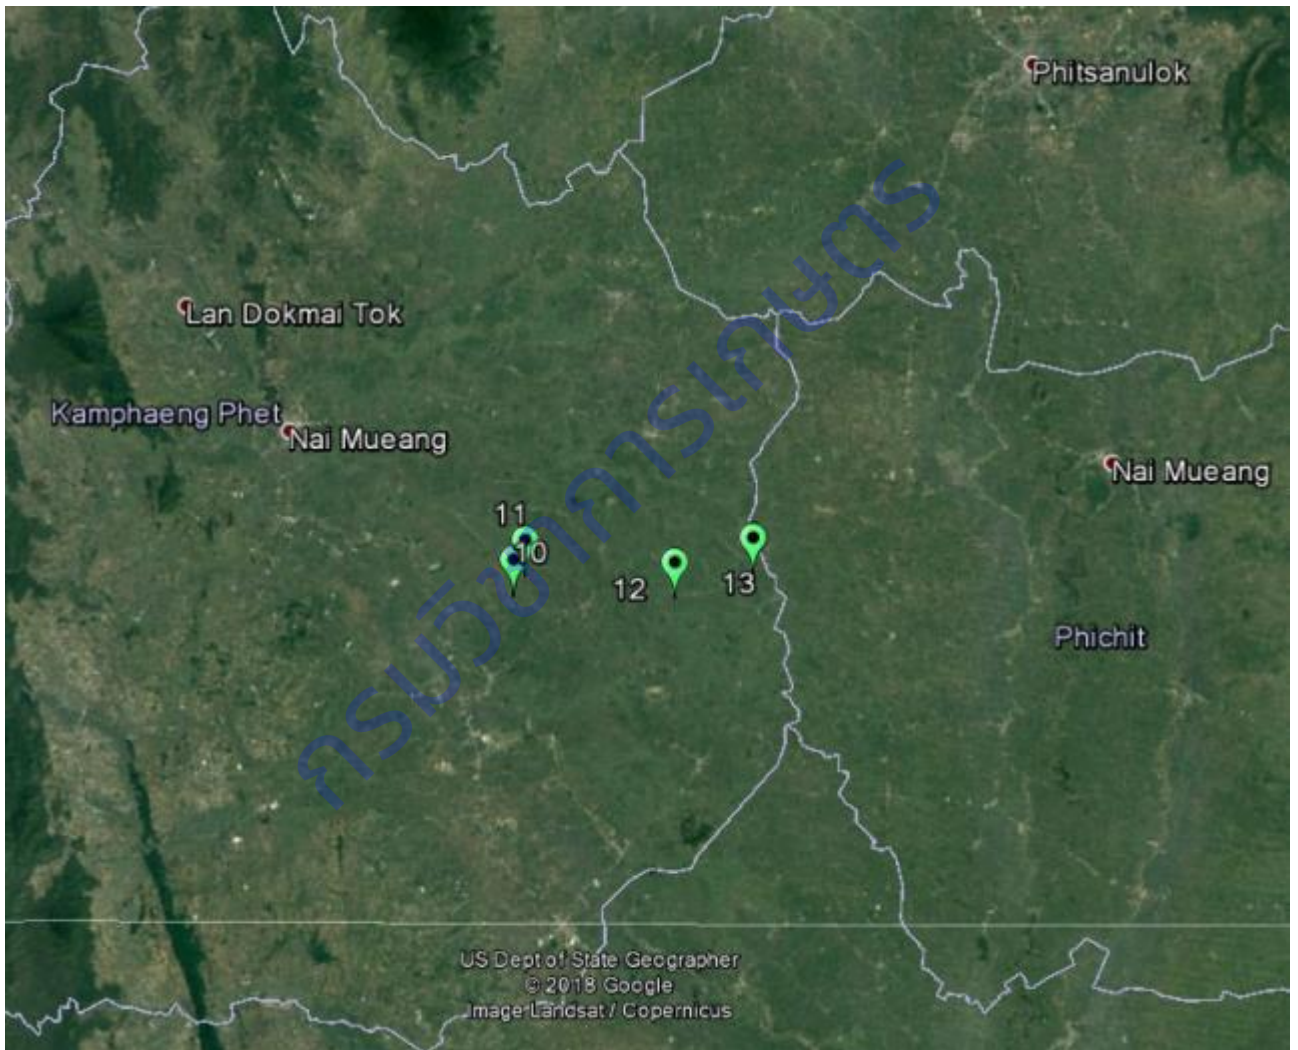 Phitsanulok
Lan Dokmai Tok
Kamphaeng Phet
Nai Mueang
Nai Mueang
11
10
12
13
Phichit
กรมวิชาการเกษตร
US Dept of State Geographer
© 2018 Google
Image Landsat / Copernicus